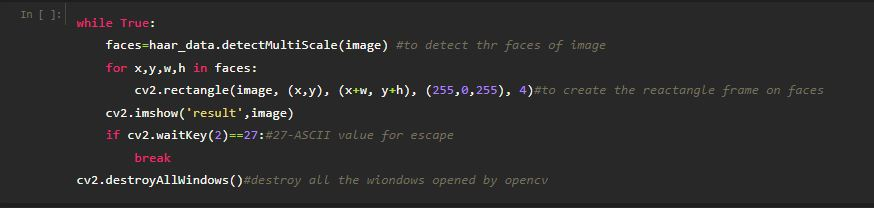 In [ ]:
while True:
    faces=haar_data.detectMultiScale(image) #to detect thr faces of image
    for x,y,w,h in faces:
        cv2.rectangle(image, (x,y), (x+w, y+h), (255,0,255), 4)#to create the reactangle frame on faces
    cv2.imshow('result',image)
    if cv2.waitKey(2)==27:#27-ASCII value for escape
        break
cv2.destroyAllWindows()#destroy all the wiondows opened by opencv